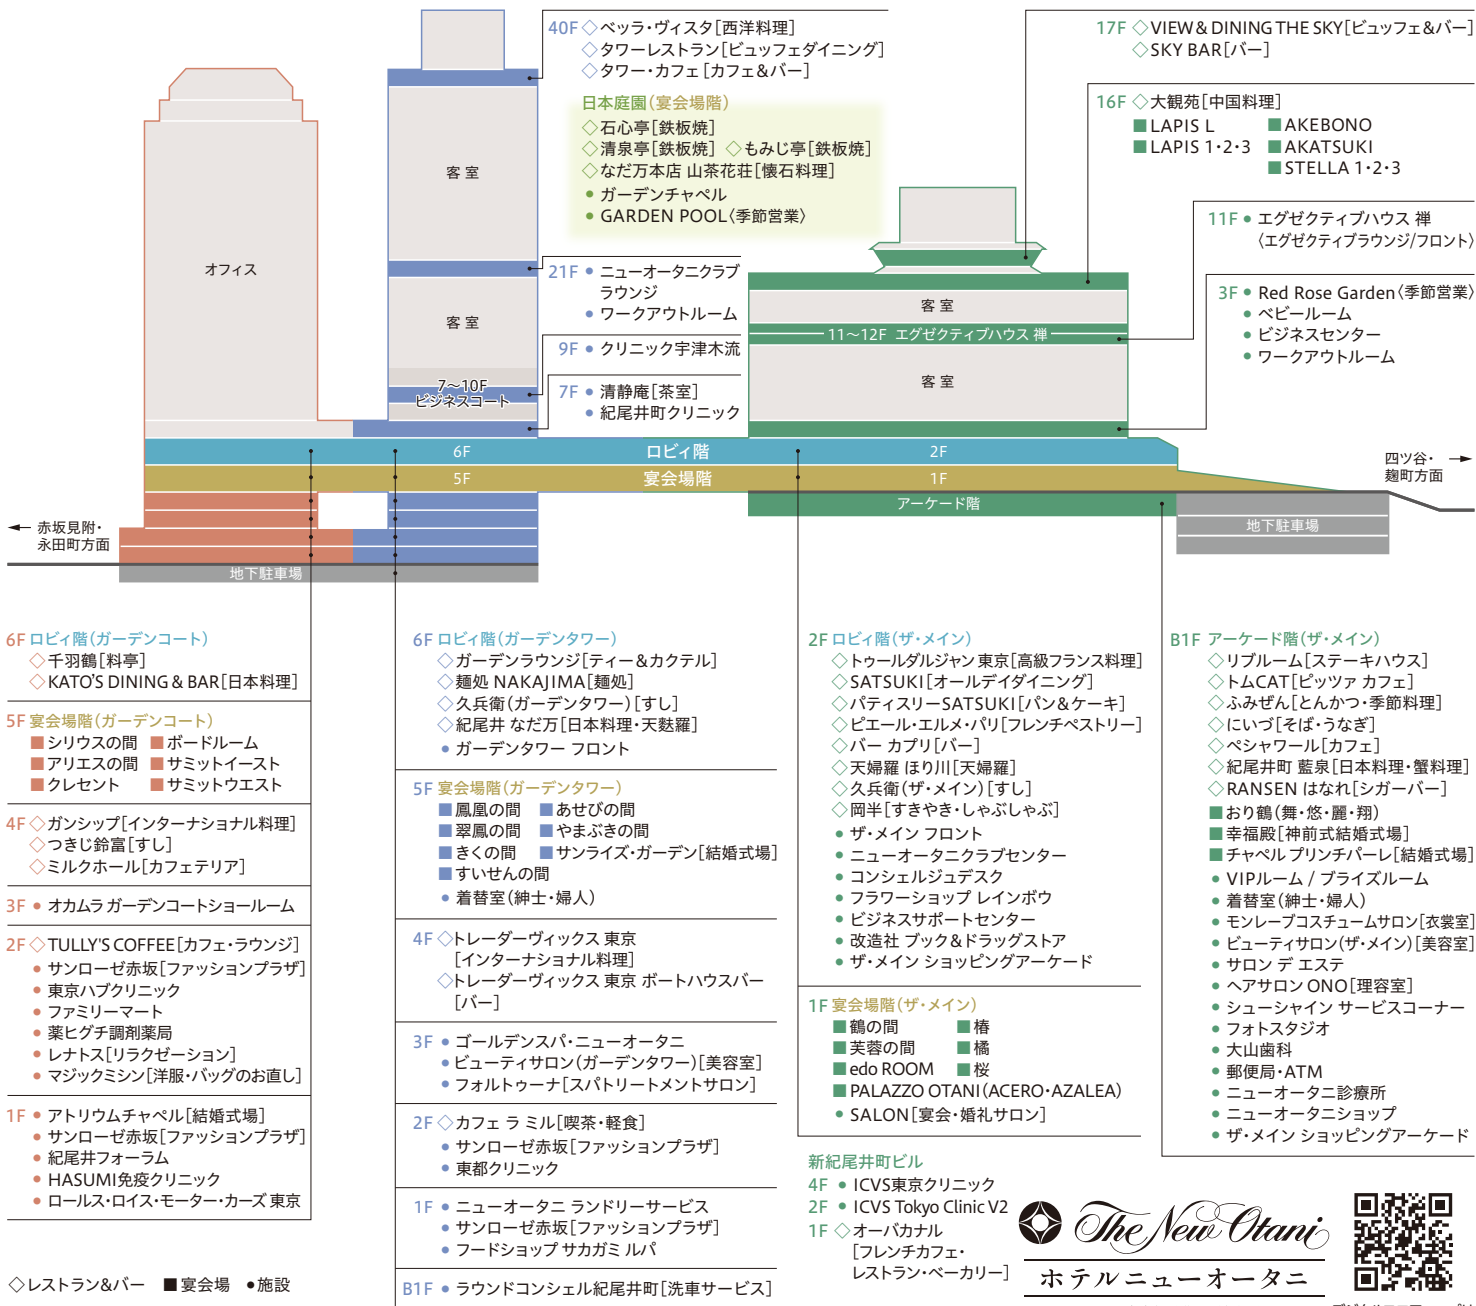 40F ◇ベッラ・ヴィスタ[西洋料理]
◇タワーレストラン[ビュッフェダイニング]
◇タワー・カフェ[カフェ&バー]
日本庭園(宴会場階)
◇石心亭[鉄板焼]
◇清泉亭[鉄板焼] ◇もみじ亭[鉄板焼]
◇なだ万本店 山茶花荘[懐石料理]
● ガーデンチャペル
● GARDEN POOL〈季節営業〉
21F ● ニューオータニクラブ
ラウンジ
● ワークアウトルーム
9F ● クリニック宇津木流
7F ● 清静庵[茶室]
● 紀尾井町クリニック
17F ◇VIEW & DINING THE SKY[ビュッフェ&バー]
◇SKY BAR[バー]
16F ◇大観苑[中国料理]
■LAPIS L ■AKEBONO
■LAPIS 1・2・3 ■AKATSUKI
■STELLA 1・2・3
11F ● エグゼクティブハウス 禅
〈エグゼクティブラウンジ/フロント〉
3F ● Red Rose Garden〈季節営業〉
● ベビールーム
● ビジネスセンター
● ワークアウトルーム
オフィス
客室
客室
7〜10F
ビジネスコート
客室
11〜12F エグゼクティブハウス 禅
客室
6F ロビィ階 2F
5F 宴会場階 1F
アーケード階
地下駐車場
地下駐車場
← 赤坂見附・
永田町方面
四ツ谷・ →
麹町方面
6F ロビィ階(ガーデンコート)
◇千羽鶴[料亭]
◇KATO'S DINING & BAR[日本料理]
5F 宴会場階(ガーデンコート)
■シリウスの間 ■ボードルーム
■アリエスの間 ■サミットイースト
■クレセント ■サミットウエスト
4F ◇ガンシップ[インターナショナル料理]
◇つきじ鈴富[すし]
◇ミルクホール[カフェテリア]
3F ● オカムラ ガーデンコートショールーム
2F ◇TULLY'S COFFEE[カフェ・ラウンジ]
● サンローゼ赤坂[ファッションプラザ]
● 東京ハブクリニック
● ファミリーマート
● 薬ヒグチ調剤薬局
● レナトス[リラクゼーション]
● マジックミシン[洋服・バッグのお直し]
1F ● アトリウムチャペル[結婚式場]
● サンローゼ赤坂[ファッションプラザ]
● 紀尾井フォーラム
● HASUMI免疫クリニック
● ロールス・ロイス・モーター・カーズ 東京
◇レストラン&バー ■宴会場 ●施設
6F ロビィ階(ガーデンタワー)
◇ガーデンラウンジ[ティー&カクテル]
◇麺処 NAKAJIMA[麺処]
◇久兵衛(ガーデンタワー)[すし]
◇紀尾井 なだ万[日本料理・天麩羅]
● ガーデンタワー フロント
5F 宴会場階(ガーデンタワー)
■鳳凰の間 ■あせびの間
■翠鳳の間 ■やまぶきの間
■きくの間 ■サンライズ・ガーデン[結婚式場]
■すいせんの間
● 着替室(紳士・婦人)
4F ◇トレーダーヴィックス 東京
[インターナショナル料理]
◇トレーダーヴィックス 東京 ボートハウスバー
[バー]
3F ● ゴールデンスパ・ニューオータニ
● ビューティサロン(ガーデンタワー)[美容室]
● フォルトゥーナ[スパトリートメントサロン]
2F ◇カフェ ラ ミル[喫茶・軽食]
● サンローゼ赤坂[ファッションプラザ]
● 東都クリニック
1F ● ニューオータニ ランドリーサービス
● サンローゼ赤坂[ファッションプラザ]
● フードショップ サカガミ ルパ
B1F ● ラウンドコンシェル紀尾井町[洗車サービス]
2F ロビィ階(ザ・メイン)
◇トゥールダルジャン 東京[高級フランス料理]
◇SATSUKI[オールデイダイニング]
◇パティスリーSATSUKI[パン&ケーキ]
◇ピエール・エルメ・パリ[フレンチペストリー]
◇バー カプリ[バー]
◇天婦羅 ほり川[天婦羅]
◇久兵衛(ザ・メイン)[すし]
◇岡半[すきやき・しゃぶしゃぶ]
● ザ・メイン フロント
● ニューオータニクラブセンター
● コンシェルジュデスク
● フラワーショップ レインボウ
● ビジネスサポートセンター
● 改造社 ブック&ドラッグストア
● ザ・メイン ショッピングアーケード
1F 宴会場階(ザ・メイン)
■鶴の間 ■椿
■芙蓉の間 ■橘
■edo ROOM ■桜
■PALAZZO OTANI(ACERO・AZALEA)
● SALON[宴会・婚礼サロン]
新紀尾井町ビル
4F ● ICVS東京クリニック
2F ● ICVS Tokyo Clinic V2
1F ◇オーバカナル
[フレンチカフェ・
レストラン・ベーカリー]
B1F アーケード階(ザ・メイン)
◇リブルーム[ステーキハウス]
◇トムCAT[ピッツァ カフェ]
◇ふみぜん[とんかつ・季節料理]
◇にいづ[そば・うなぎ]
◇ペシャワール[カフェ]
◇紀尾井町 藍泉[日本料理・蟹料理]
◇RANSEN はなれ[シガーバー]
■おり鶴(舞・悠・麗・翔)
■幸福殿[神前式結婚式場]
■チャペル プリンチパーレ[結婚式場]
● VIPルーム / ブライズルーム
● 着替室(紳士・婦人)
● モンレーブコスチュームサロン[衣裳室]
● ビューティサロン(ザ・メイン)[美容室]
● サロン デ エステ
● ヘアサロン ONO[理容室]
● シューシャイン サービスコーナー
● フォトスタジオ
● 大山歯科
● 郵便局・ATM
● ニューオータニ診療所
● ニューオータニショップ
● ザ・メイン ショッピングアーケード
The New Otani
ホテルニューオータニ